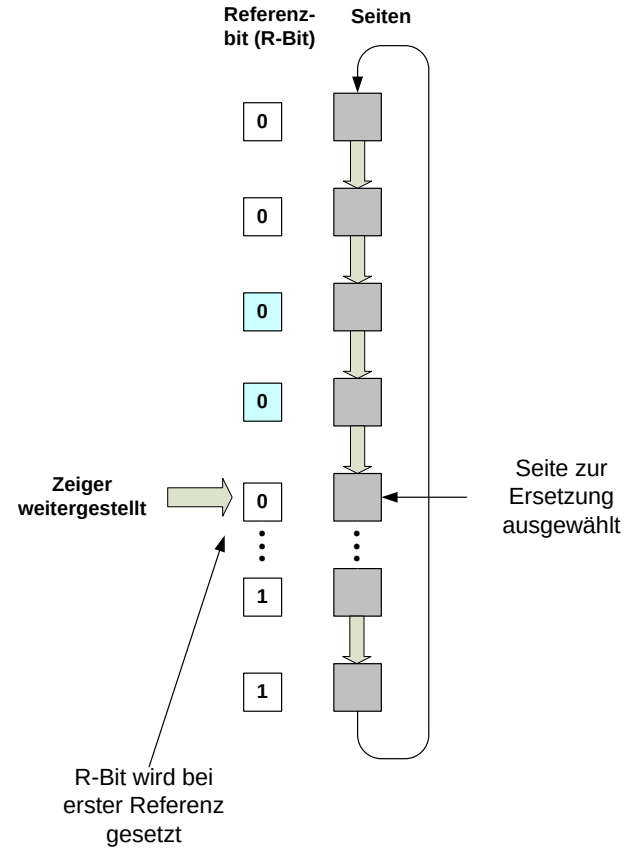 Referenz-
bit (R-Bit)
Seiten
0
0
0
0
Zeiger
weitergestellt
0
Seite zur
Ersetzung
ausgewählt
1
1
R-Bit wird bei
erster Referenz
gesetzt